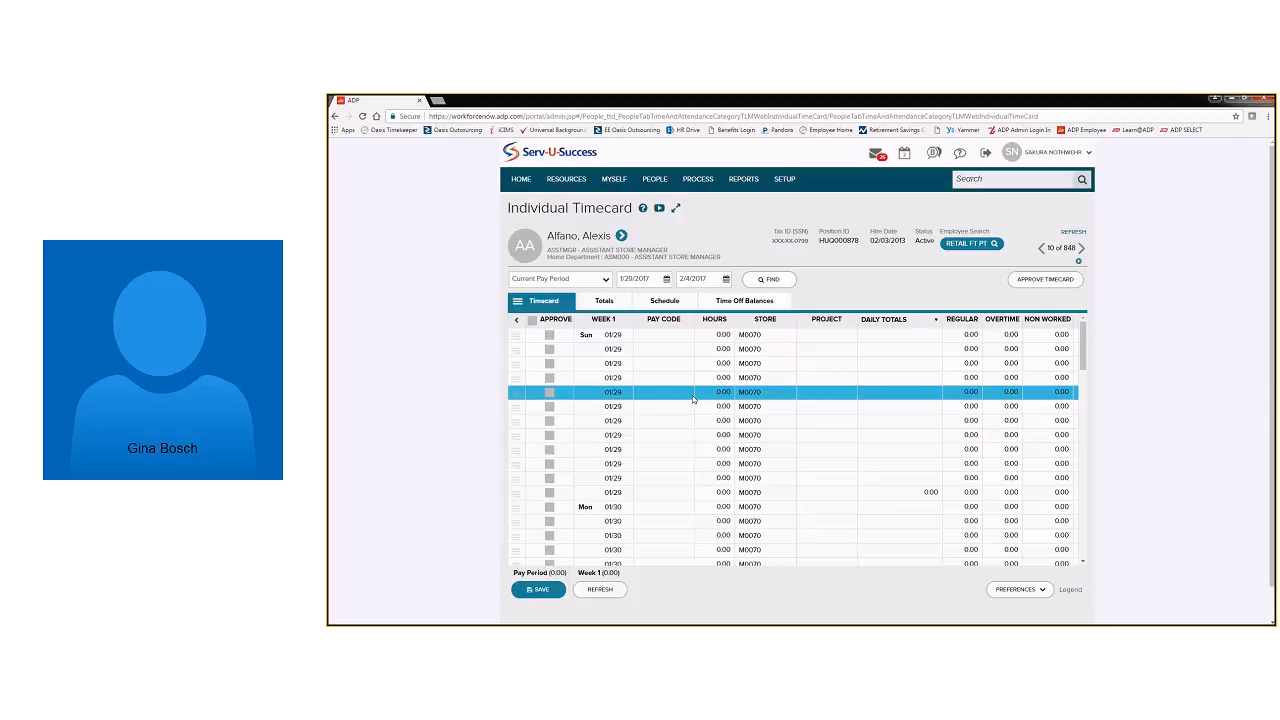 Gina Bosch
ADP
Secure https://workforcenow.adp.com/portal/admin.jsp#/People_ttd_PeopleTabTimeAndAttendanceCategoryTLMWebIndividualTimeCard/PeopleTabTimeAndAttendanceCategoryTLMWebIndividualTimeCard
Apps Oasis Timekeeper Oasis Outsourcing iCIMS Universal Background EE Oasis Outsourcing HR Drive Benefits Login Pandora Employee Home Retirement Savings Yammer ADP Admin Login In ADP Employee Learn@ADP ADP SELECT
Serv-U-Success SN SAKURA NOTHWEHR
HOME RESOURCES MYSELF PEOPLE PROCESS REPORTS SETUP Search
Individual Timecard
AA Alfano, Alexis
ASSTMGR - ASSISTANT STORE MANAGER
Home Department : ASM000 - ASSISTANT STORE MANAGER
Tax ID (SSN) Position ID Hire Date Status Employee Search REFRESH
XXX-XX-0799 HUQ000878 02/03/2013 Active RETAIL FT PT 10 of 848
Current Pay Period 1/29/2017 2/4/2017 FIND APPROVE TIMECARD
Timecard Totals Schedule Time Off Balances
APPROVE WEEK 1 PAY CODE HOURS STORE PROJECT DAILY TOTALS REGULAR OVERTIME NON WORKED
Sun 01/29 0.00 M0070 0.00 0.00 0.00
01/29 0.00 M0070 0.00 0.00 0.00
01/29 0.00 M0070 0.00 0.00 0.00
01/29 0.00 M0070 0.00 0.00 0.00
01/29 0.00 M0070 0.00 0.00 0.00
01/29 0.00 M0070 0.00 0.00 0.00
01/29 0.00 M0070 0.00 0.00 0.00
01/29 0.00 M0070 0.00 0.00 0.00
01/29 0.00 M0070 0.00 0.00 0.00
01/29 0.00 M0070 0.00 0.00 0.00
01/29 0.00 M0070 0.00 0.00 0.00
01/29 0.00 M0070 0.00 0.00 0.00 0.00
Mon 01/30 0.00 M0070 0.00 0.00 0.00
01/30 0.00 M0070 0.00 0.00 0.00
01/30 0.00 M0070 0.00 0.00 0.00
01/30 0.00 M0070 0.00 0.00 0.00
01/30 0.00 M0070 0.00 0.00 0.00
Pay Period (0.00) Week 1 (0.00)
SAVE REFRESH PREFERENCES Legend